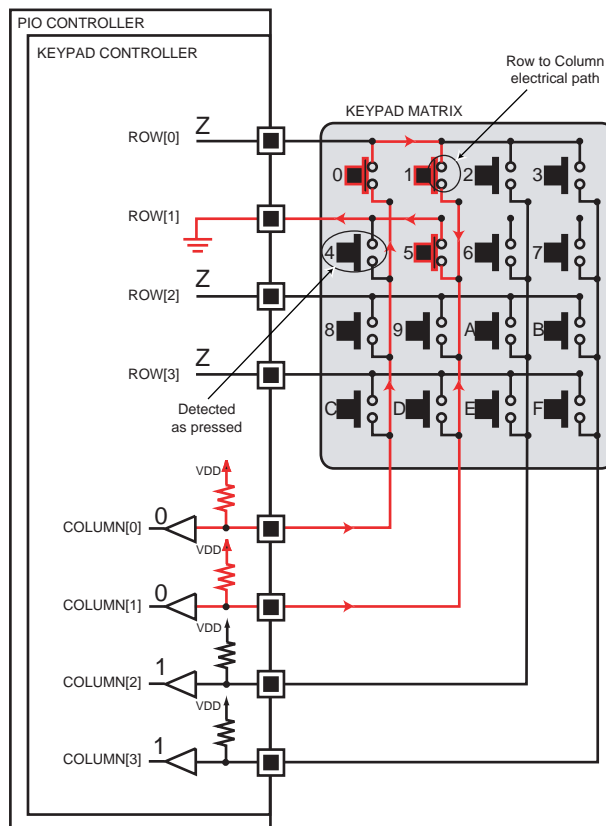 PIO CONTROLLER
KEYPAD CONTROLLER
Row to Column
electrical path
KEYPAD MATRIX
ROW[0] Z
0 1 2 3
ROW[1]
4 5 6 7
ROW[2] Z
8 9 A B
ROW[3] Z
C D E F
Detected
as pressed
VDD
COLUMN[0] 0
VDD
COLUMN[1] 0
VDD
COLUMN[2] 1
VDD
COLUMN[3] 1